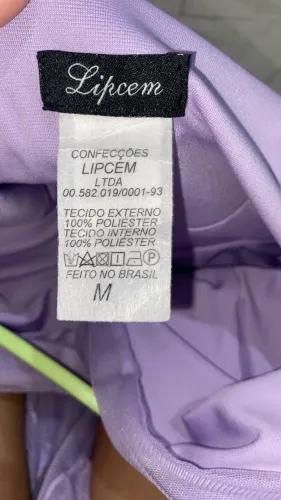 Lipcem
CONFECÇÕES
LIPCEM
LTDA
00.582.019/0001-93
TECIDO EXTERNO
100% POLIÉSTER
TECIDO INTERNO
100% POLIÉSTER
P
FEITO NO BRASIL
M